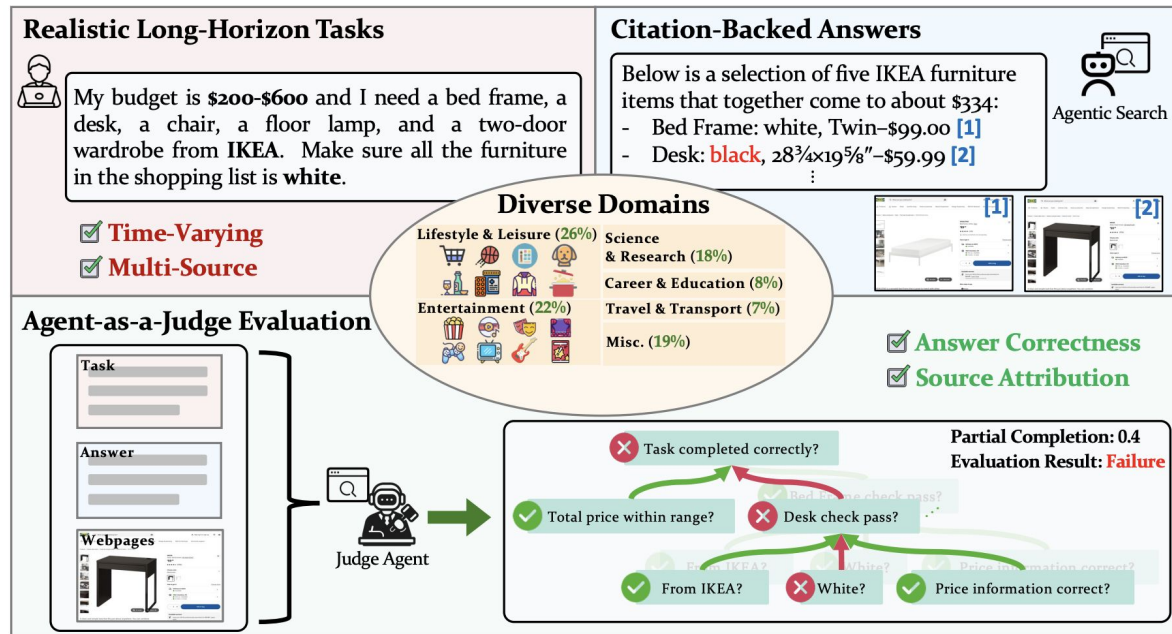 Realistic Long-Horizon Tasks
My budget is $200-$600 and I need a bed frame, a
desk, a chair, a floor lamp, and a two-door
wardrobe from IKEA. Make sure all the furniture
in the shopping list is white.
Time-Varying
Multi-Source
Citation-Backed Answers
Below is a selection of five IKEA furniture
items that together come to about $334:
- Bed Frame: white, Twin–$99.00 [1]
- Desk: black, 28¾×19⅝″–$59.99 [2]
⋮
Agentic Search
[1]
[2]
Diverse Domains
Lifestyle & Leisure (26%)
Entertainment (22%)
Science
& Research (18%)
Career & Education (8%)
Travel & Transport (7%)
Misc. (19%)
Answer Correctness
Source Attribution
Agent-as-a-Judge Evaluation
Task
Answer
Webpages
Judge Agent
Partial Completion: 0.4
Evaluation Result: Failure
Task completed correctly?
Bed Frame check pass?
Total price within range?
Desk check pass?
From IKEA?
White?
Price information correct?
From IKEA?
White?
Price information correct?